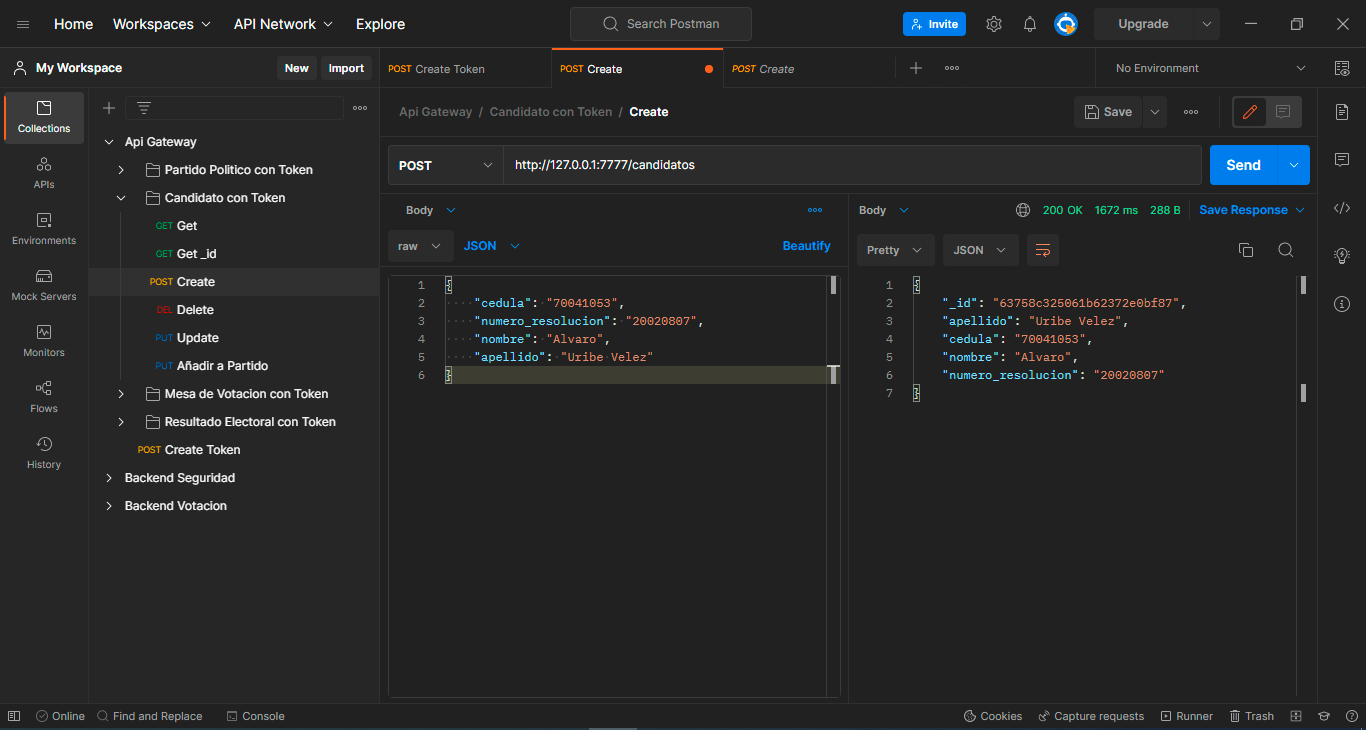 Home Workspaces API Network Explore Search Postman Invite Upgrade
My Workspace New Import POST Create Token POST Create POST Create No Environment
Collections
APIs
Environments
Mock Servers
Monitors
Flows
History
Api Gateway
Partido Politico con Token
Candidato con Token
GET Get
GET Get _id
POST Create
DEL Delete
PUT Update
PUT Añadir a Partido
Mesa de Votacion con Token
Resultado Electoral con Token
POST Create Token
Backend Seguridad
Backend Votacion
Api Gateway / Candidato con Token / Create Save
POST http://127.0.0.1:7777/candidatos Send
Body
raw JSON Beautify
1 {
2 "cedula": "70041053",
3 "numero_resolucion": "20020807",
4 "nombre": "Alvaro",
5 "apellido": "Uribe Velez"
6 }
Body 200 OK 1672 ms 288 B Save Response
Pretty JSON
1 {
2 "_id": "63758c325061b62372e0bf87",
3 "apellido": "Uribe Velez",
4 "cedula": "70041053",
5 "nombre": "Alvaro",
6 "numero_resolucion": "20020807"
7 }
Online Find and Replace Console Cookies Capture requests Runner Trash